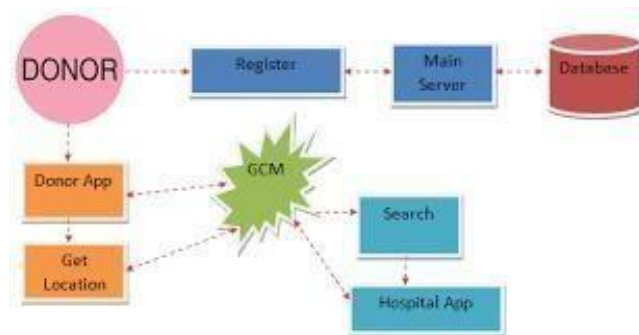 DONOR
Register
Main
Server
Database
Donor App
GCM
Search
Get
Location
Hospital App